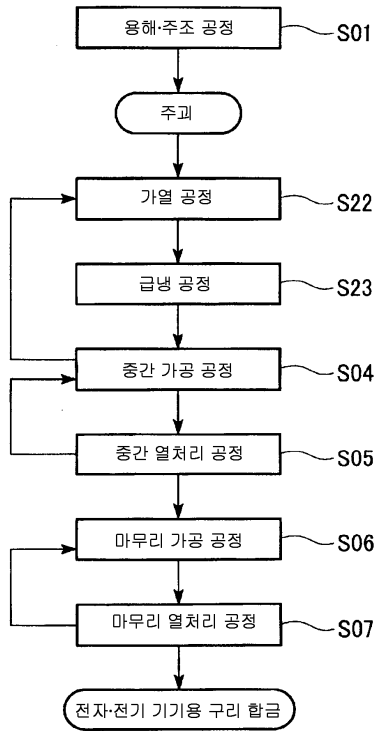 용해·주조 공정 S01
주괴
가열 공정 S22
급냉 공정 S23
중간 가공 공정 S04
중간 열처리 공정 S05
마무리 가공 공정 S06
마무리 열처리 공정 S07
전자·전기 기기용 구리 합금